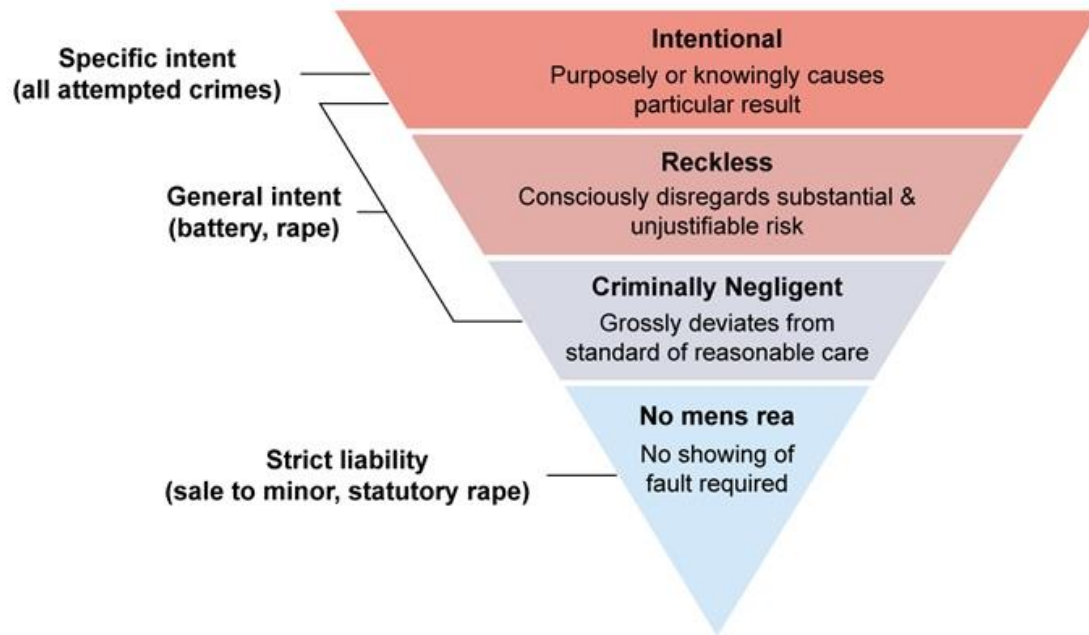 Specific intent
(all attempted crimes)
Intentional
Purposely or knowingly causes
particular result
General intent
(battery, rape)
Reckless
Consciously disregards substantial &
unjustifiable risk
Criminally Negligent
Grossly deviates from
standard of reasonable care
Strict liability
(sale to minor, statutory rape)
No mens rea
No showing of
fault required